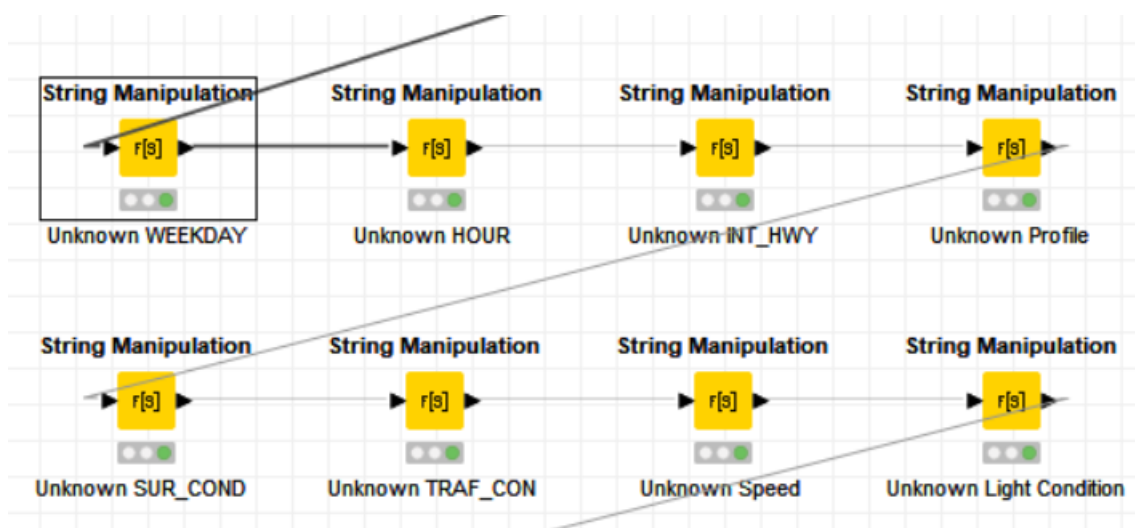 String Manipulation String Manipulation String Manipulation String Manipulation
F[S] F[S] F[S] F[S]
Unknown WEEKDAY Unknown HOUR Unknown INT_HWY Unknown Profile
String Manipulation String Manipulation String Manipulation String Manipulation
F[S] F[S] F[S] F[S]
Unknown SUR_COND Unknown TRAF_CON Unknown Speed Unknown Light Condition